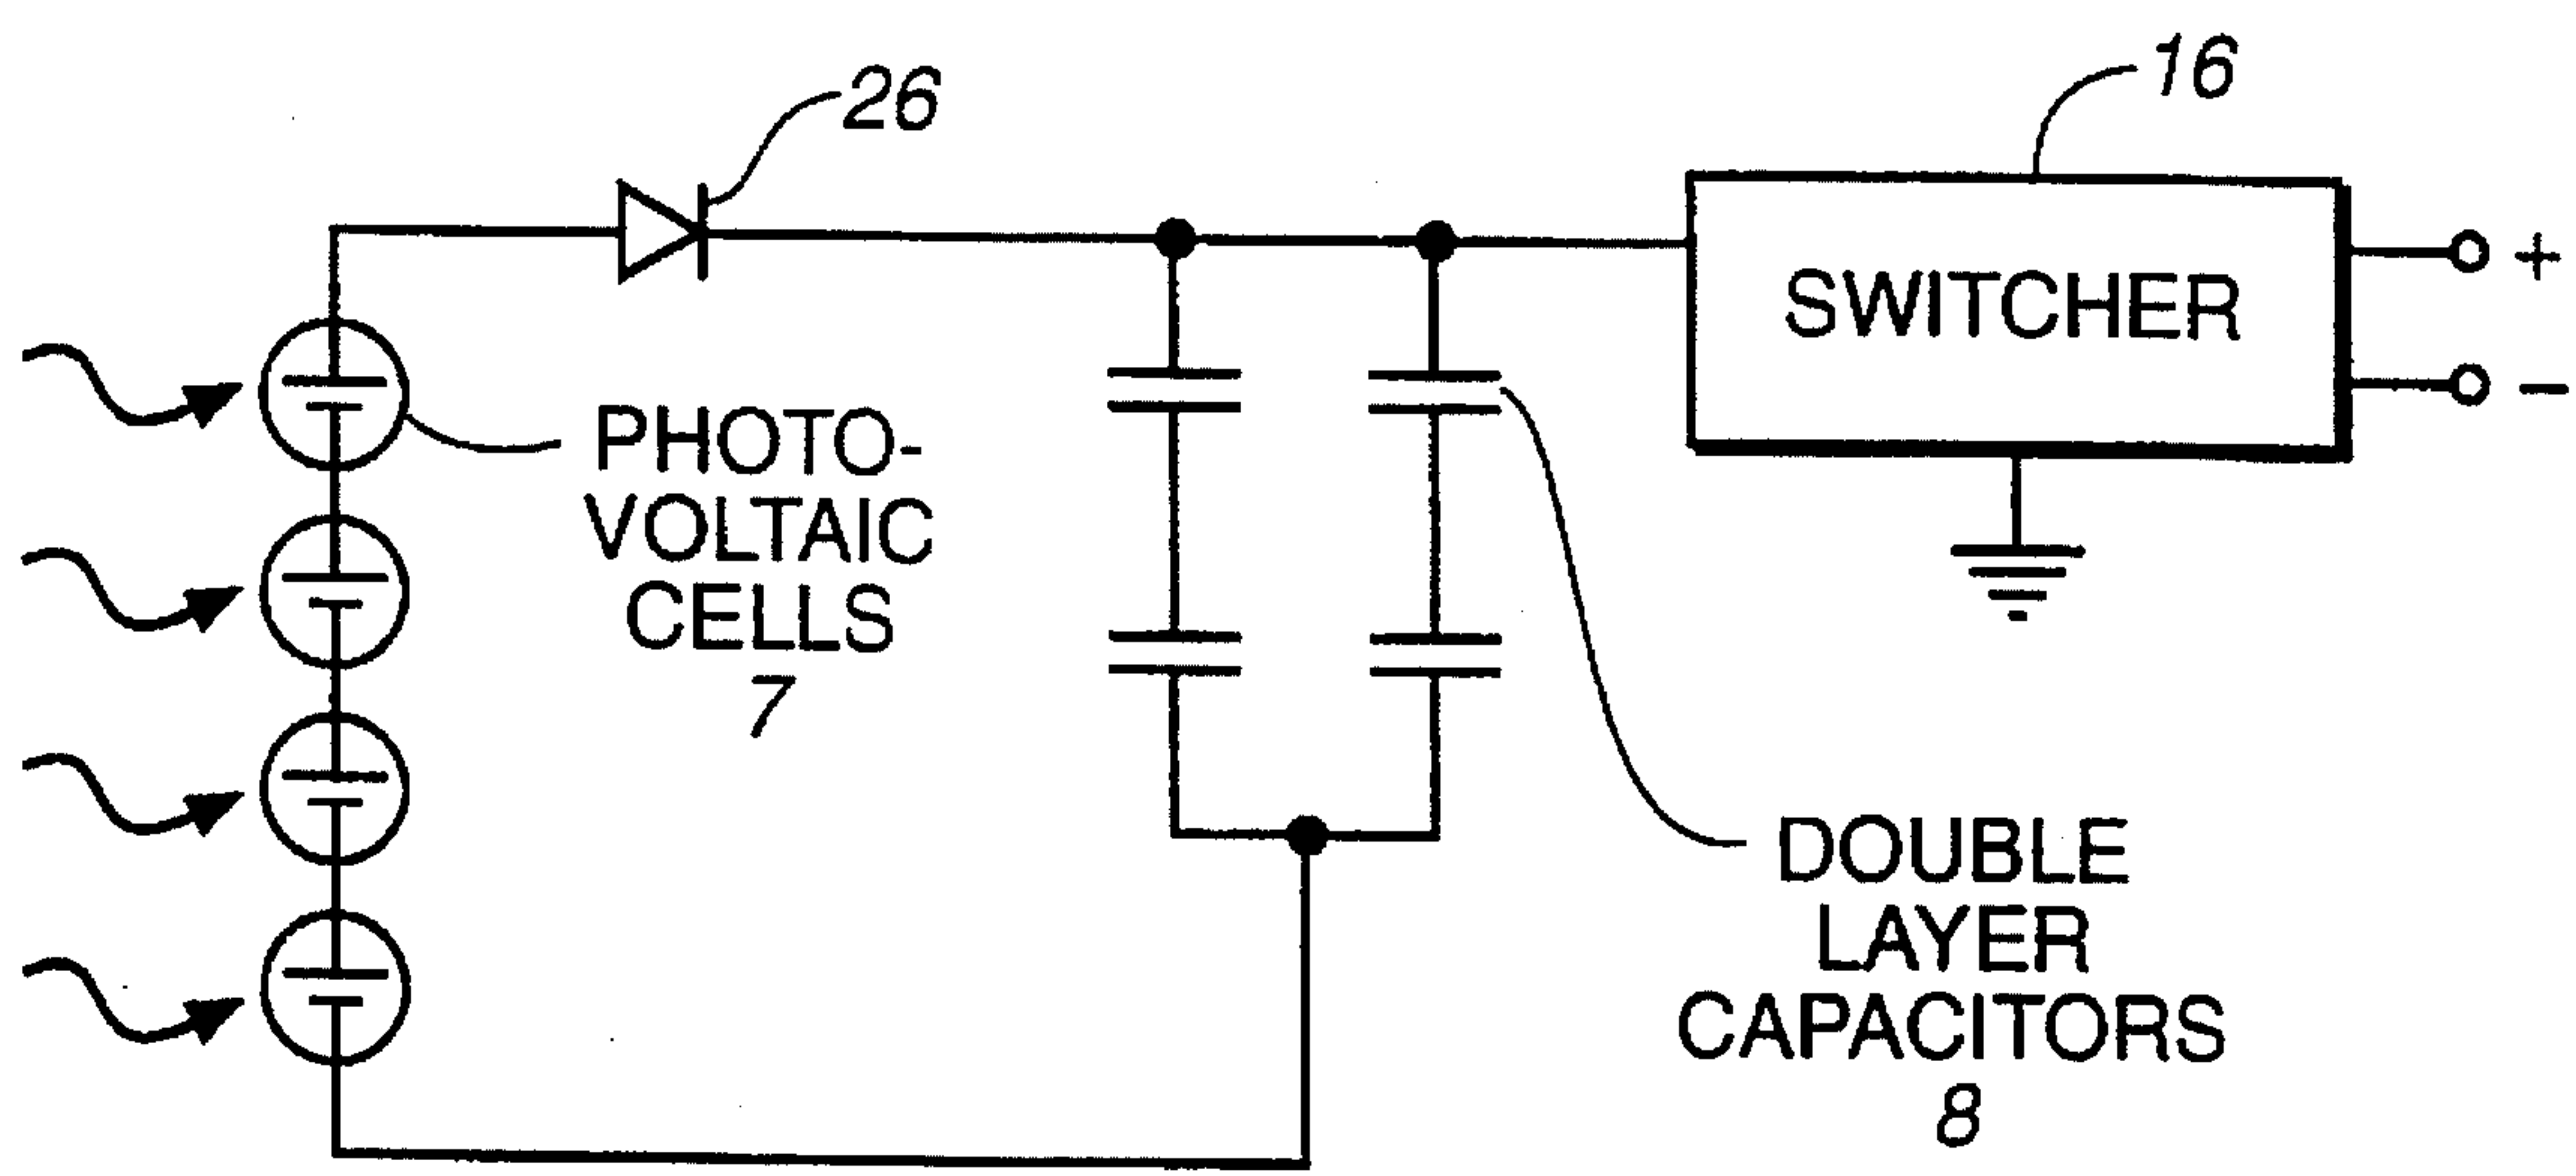 26
16
SWITCHER
+
−
PHOTO-
VOLTAIC
CELLS
7
DOUBLE
LAYER
CAPACITORS
8